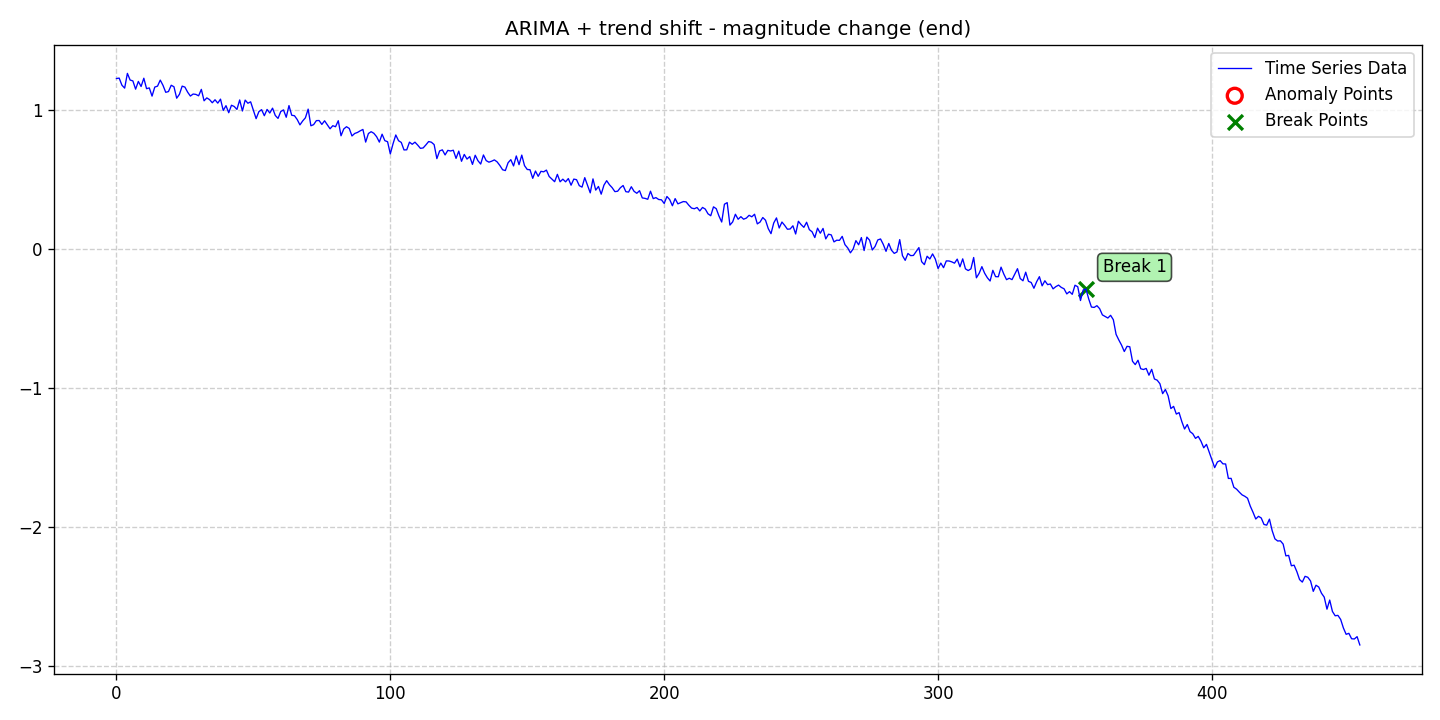 ARIMA + trend shift - magnitude change (end)
Time Series Data
Anomaly Points
Break Points
1
0
Break 1
−1
−2
−3
0 100 200 300 400